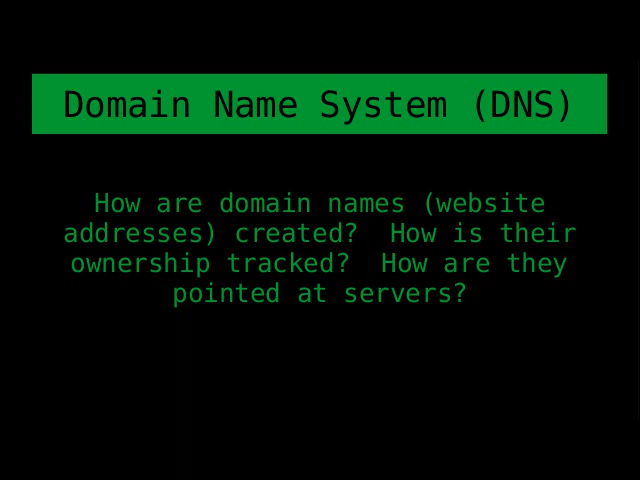 Domain Name System (DNS)
How are domain names (website
addresses) created?  How is their
ownership tracked?  How are they
pointed at servers?